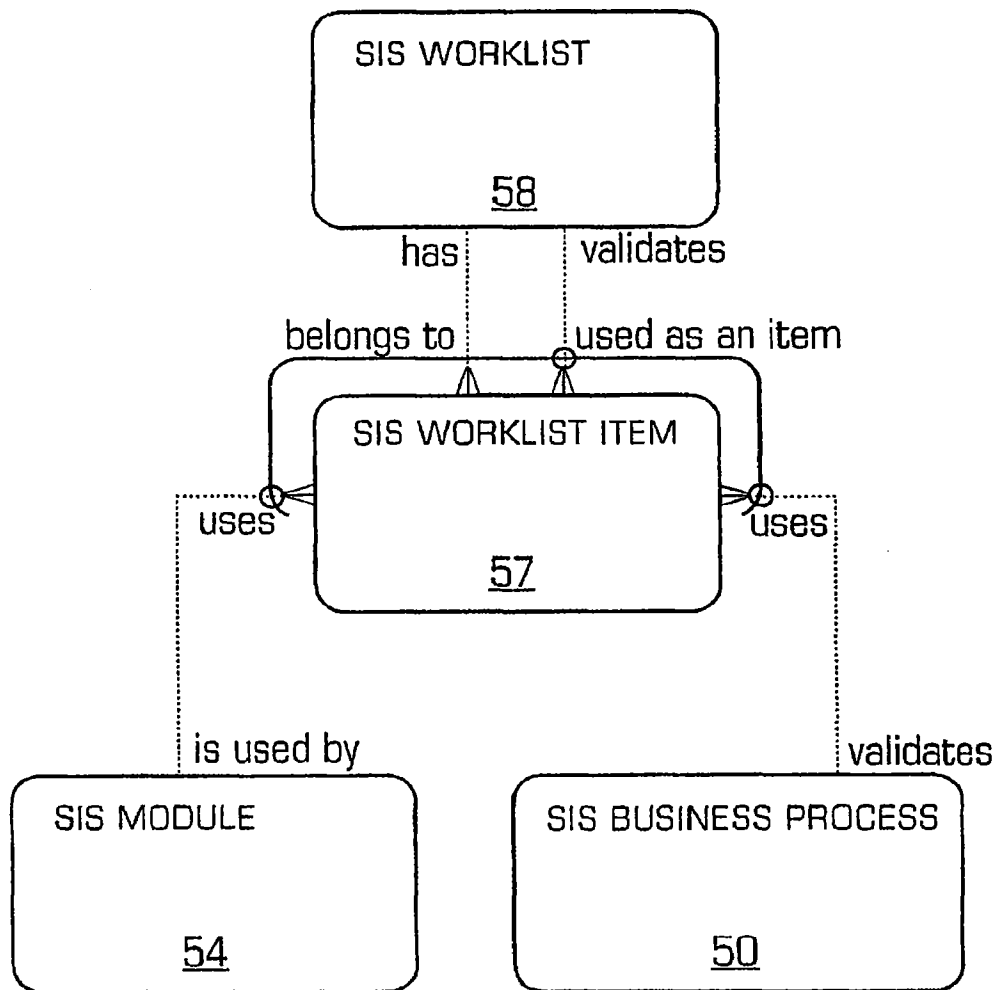 SIS WORKLIST
58
has validates
belongs to used as an item
SIS WORKLIST ITEM
uses uses
57
is used by validates
SIS MODULE SIS BUSINESS PROCESS
54 50